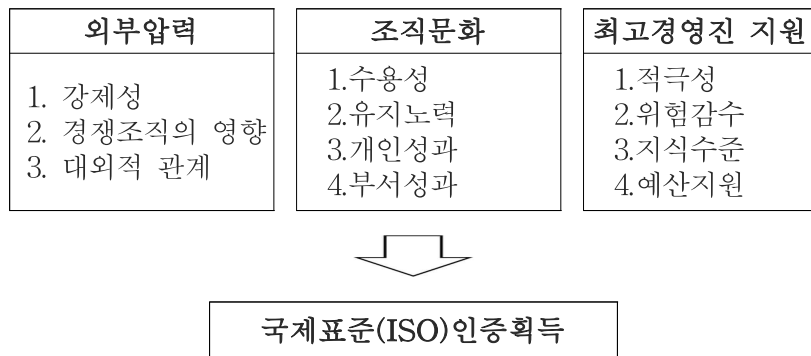 외부압력
1. 강제성
2. 경쟁조직의 영향
3. 대외적 관계
조직문화
1.수용성
2.유지노력
3.개인성과
4.부서성과
최고경영진 지원
1.적극성
2.위험감수
3.지식수준
4.예산지원
국제표준(ISO)인증획득